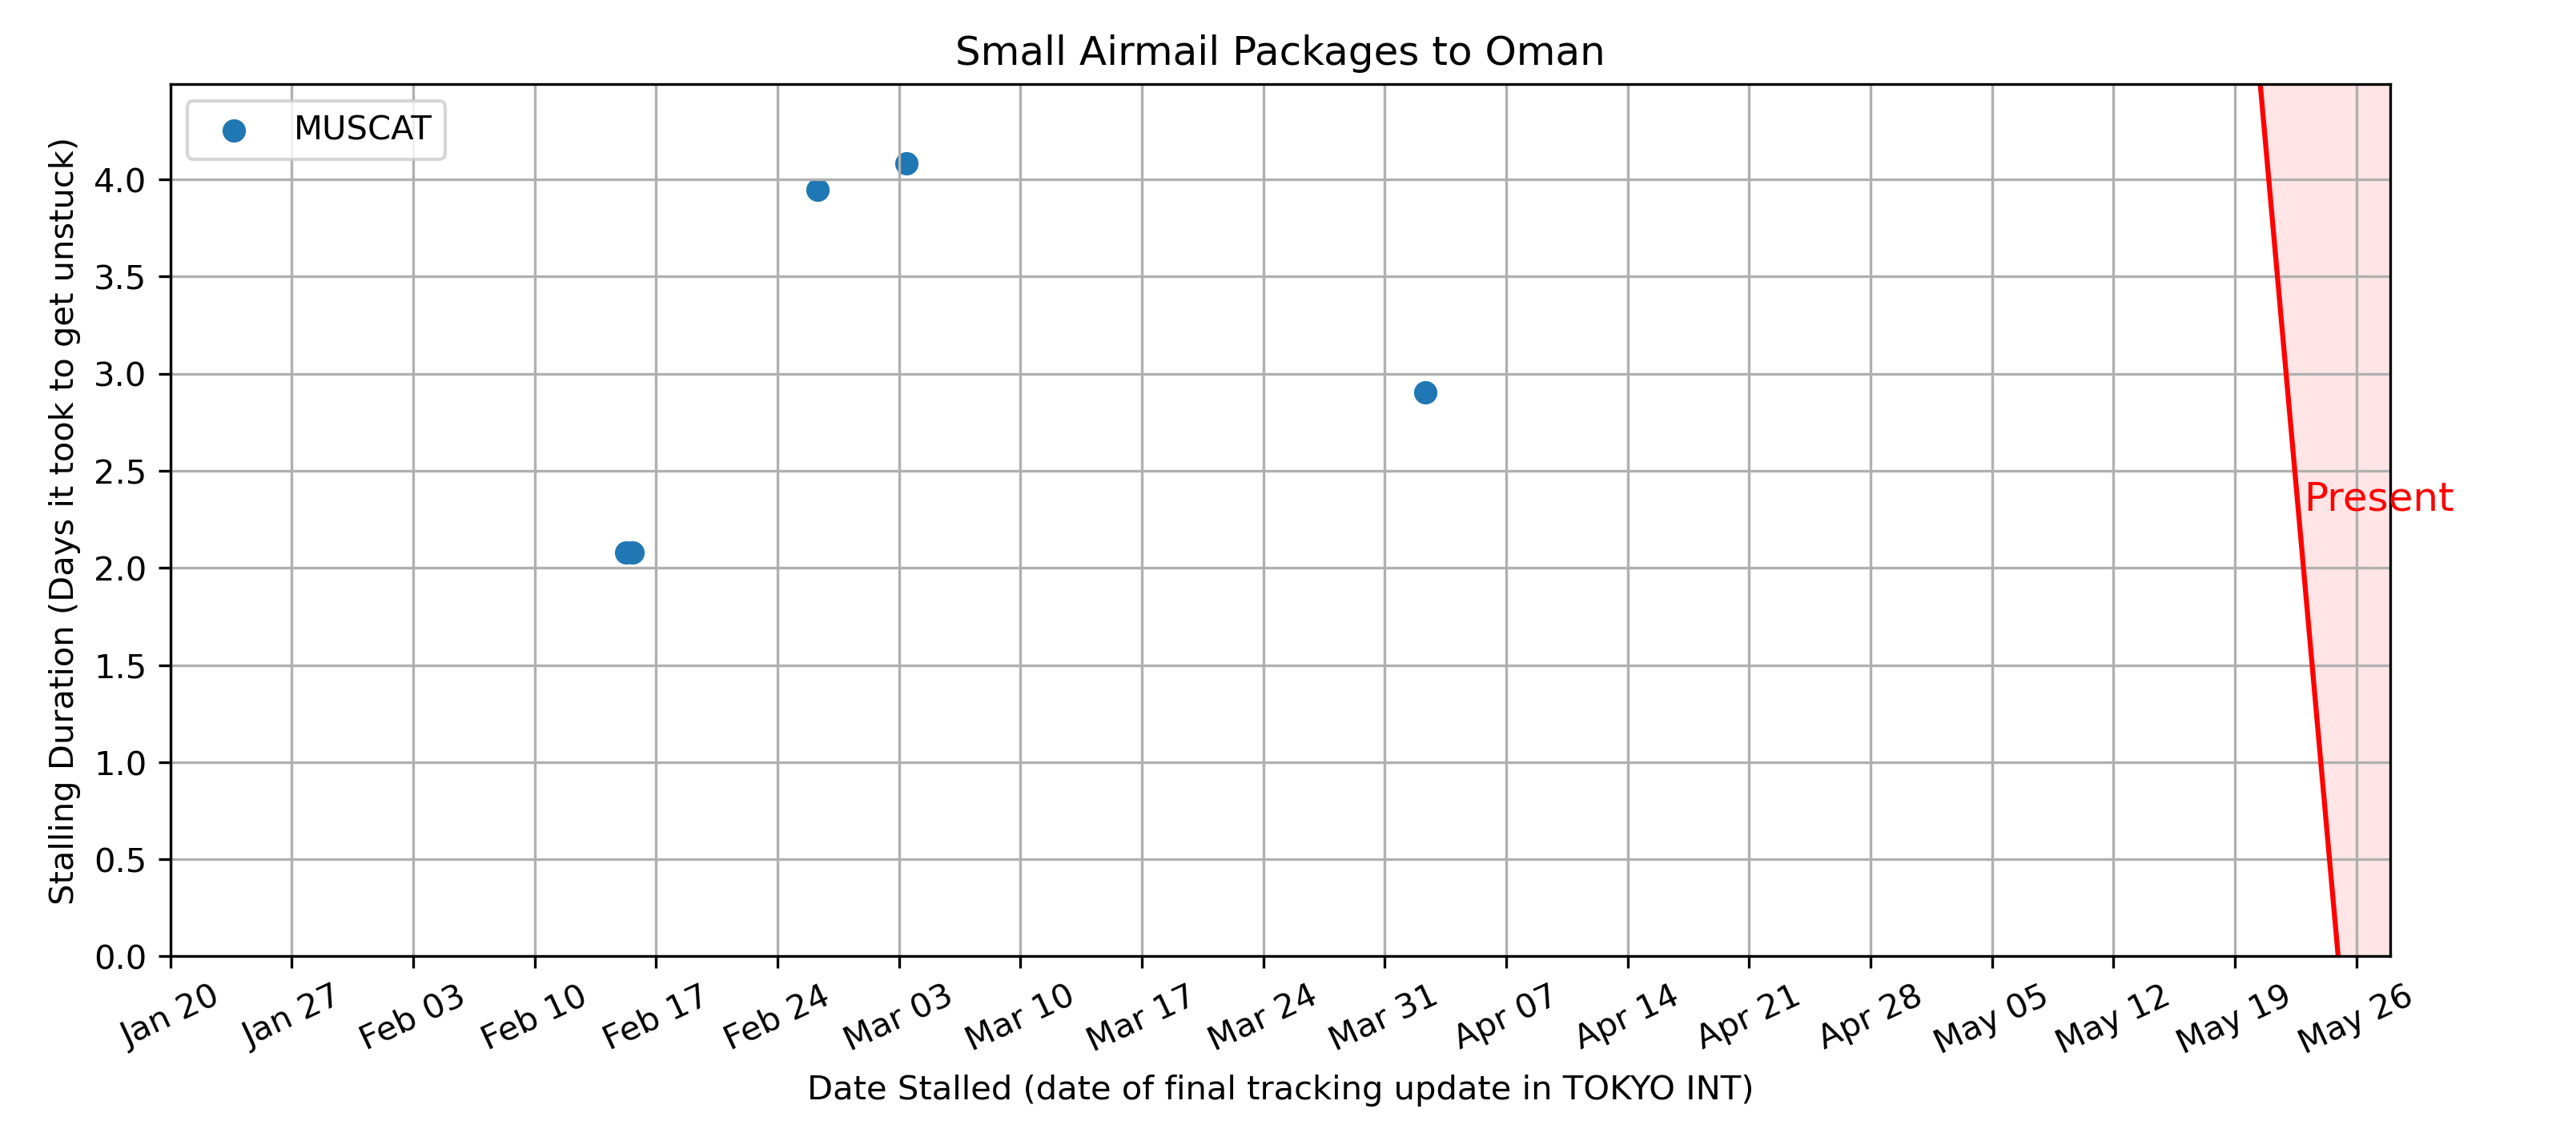 Small Airmail Packages to Oman
MUSCAT
Stalling Duration (Days it took to get unstuck)
4.0
3.5
3.0
2.5
2.0
1.5
1.0
0.5
0.0
Present
Jan 20
Jan 27
Feb 03
Feb 10
Feb 17
Feb 24
Mar 03
Mar 10
Mar 17
Mar 24
Mar 31
Apr 07
Apr 14
Apr 21
Apr 28
May 05
May 12
May 19
May 26
Date Stalled (date of final tracking update in TOKYO INT)